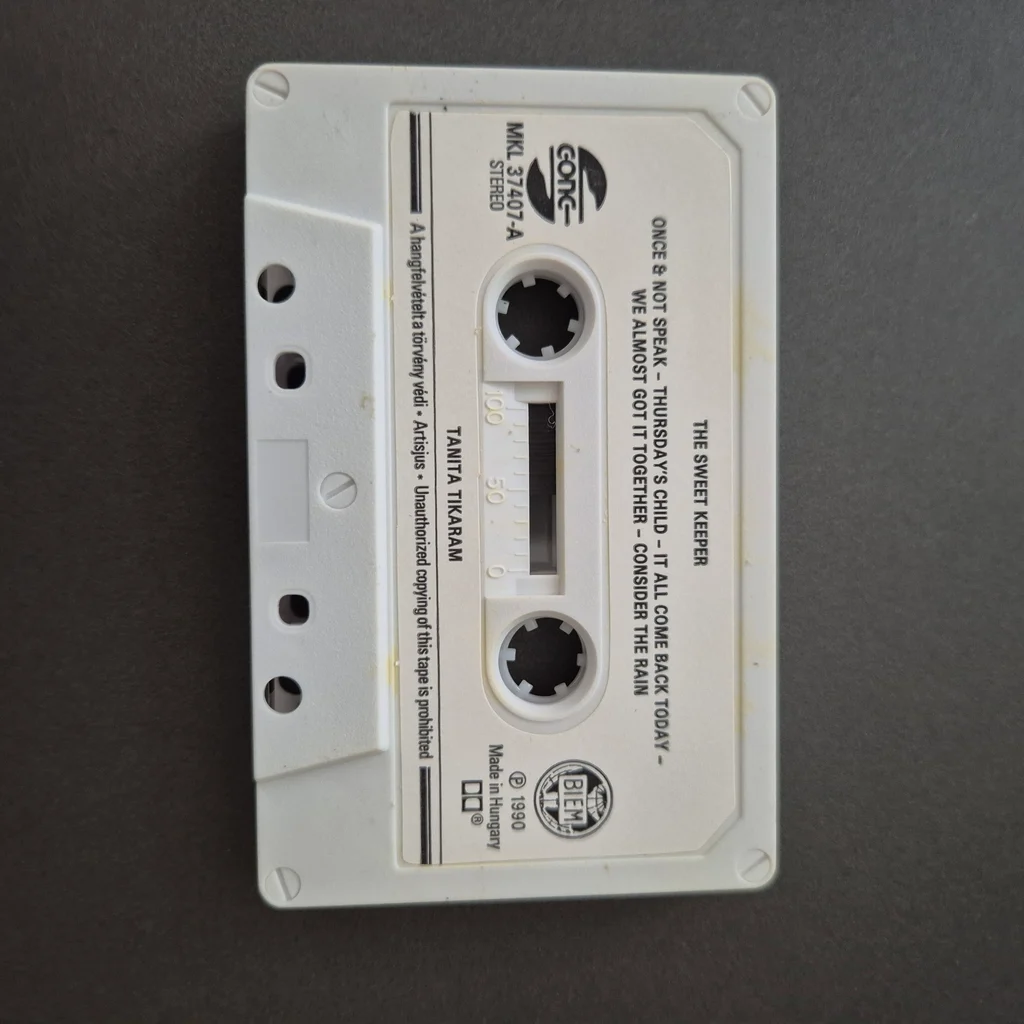 THE SWEET KEEPER
ONCE & NOT SPEAK – THURSDAY'S CHILD – IT ALL COME BACK TODAY –
WE ALMOST GOT IT TOGETHER – CONSIDER THE RAIN
GONG
MKL 37407-A
STEREO
BIEM
℗ 1990
Made in Hungary
®
100 50 0
TANITA TIKARAM
A hangfelvételt a törvény védi • Artisjus • Unauthorized copying of this tape is prohibited